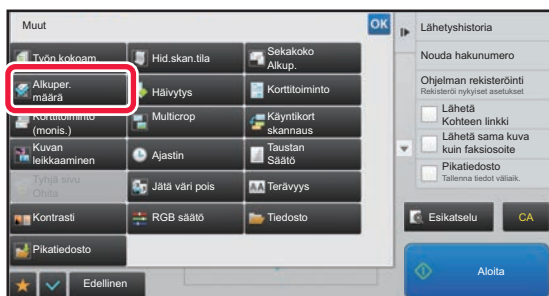 Muut
OK
Työn kokoam.
Hid.skan.tila
Sekakoko
Alkup.
Alkuper.
määrä
Häivytys
Korttitoiminto
Korttitoiminto
(monis.)
Multicrop
Käyntikort
skannaus
Kuvan
leikkaaminen
Ajastin
Taustan
Säätö
Tyhjä sivu
Ohita
Jätä väri pois
AA Terävyys
Kontrasti
RGB säätö
Tiedosto
Pikatiedosto
Edellinen
Lähetyshistoria
Nouda hakunumero
Ohjelman rekisteröinti
Rekisteröi nykyiset asetukset
Lähetä
Kohteen linkki
Lähetä sama kuva
kuin faksiosoite
Pikatiedosto
Tallenna tiedot väliaik.
Esikatselu
CA
Aloita